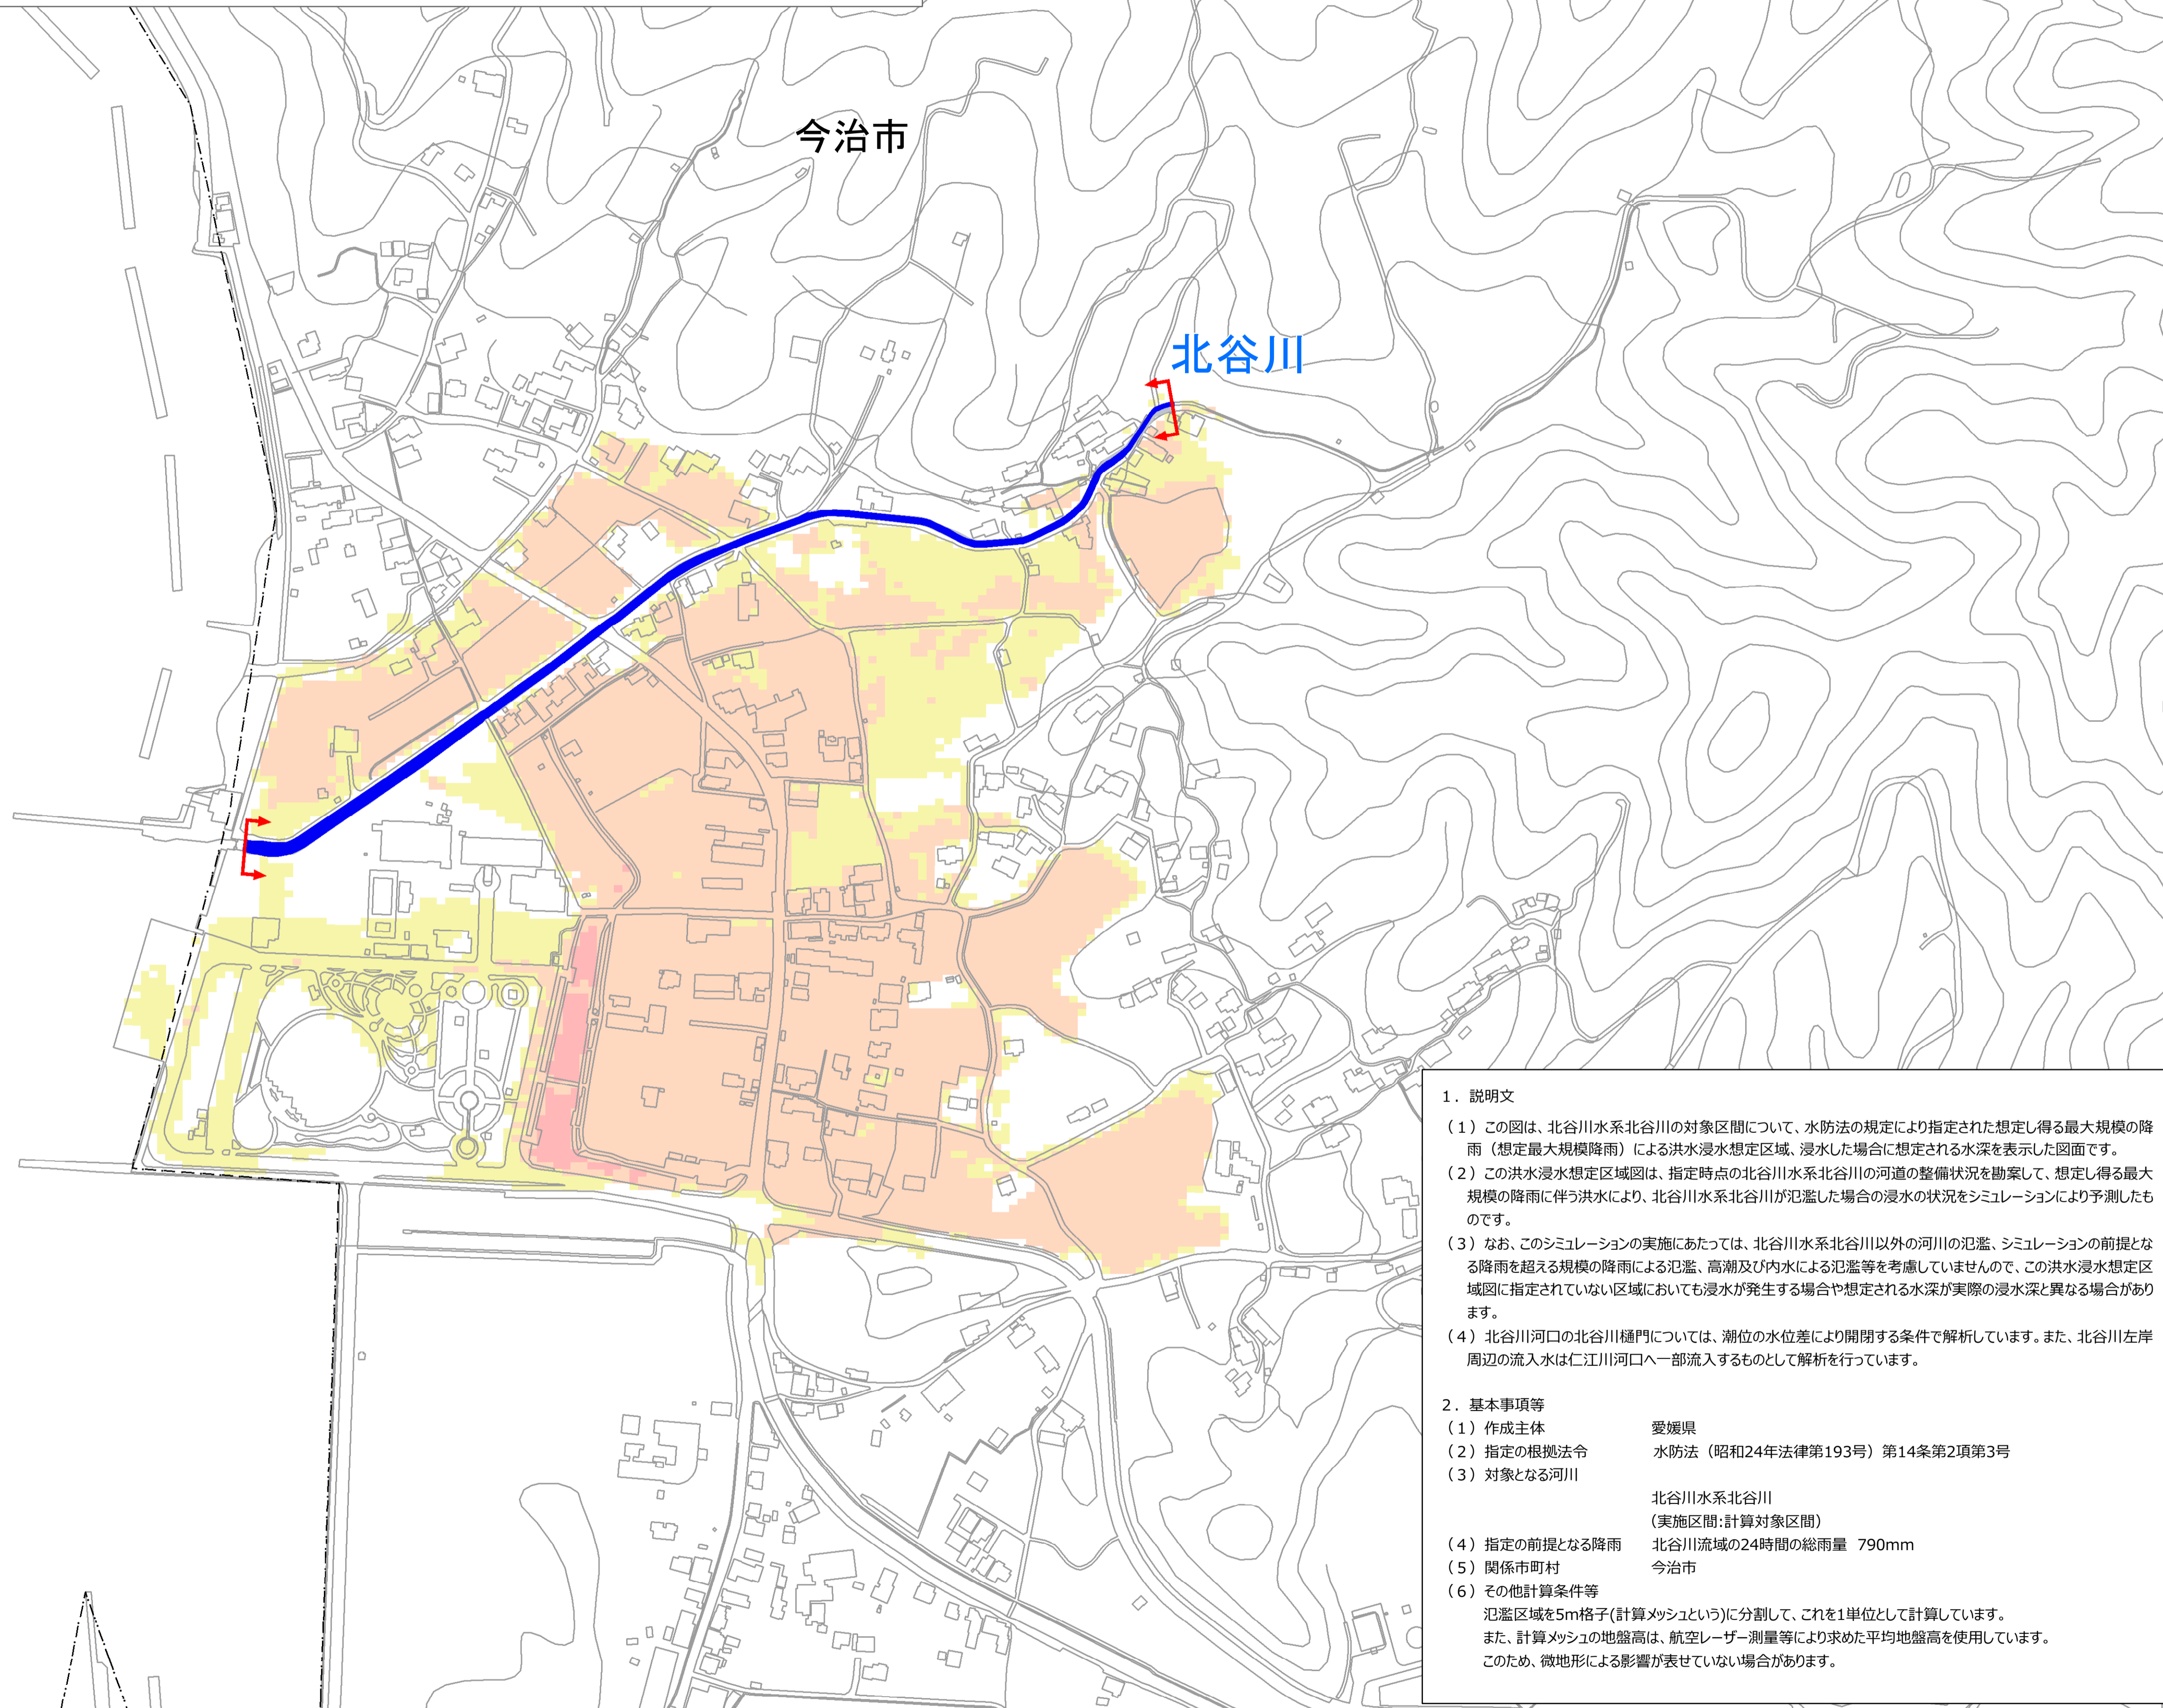 今治市
北谷川
1．説明文
（1）この図は、北谷川水系北谷川の対象区間について、水防法の規定により指定された想定し得る最大規模の降
雨（想定最大規模降雨）による洪水浸水想定区域、浸水した場合に想定される水深を表示した図面です。
（2）この洪水浸水想定区域図は、指定時点の北谷川水系北谷川の河道の整備状況を勘案して、想定し得る最大
規模の降雨に伴う洪水により、北谷川水系北谷川が氾濫した場合の浸水の状況をシミュレーションにより予測したも
のです。
（3）なお、このシミュレーションの実施にあたっては、北谷川水系北谷川以外の河川の氾濫、シミュレーションの前提とな
る降雨を超える規模の降雨による氾濫、高潮及び内水による氾濫等を考慮していませんので、この洪水浸水想定区
域図に指定されていない区域においても浸水が発生する場合や想定される水深が実際の浸水深と異なる場合があり
ます。
（4）北谷川河口の北谷川樋門については、潮位の水位差により開閉する条件で解析しています。また、北谷川左岸
周辺の流入水は仁江川河口へ一部流入するものとして解析を行っています。
2．基本事項等
（1）作成主体 愛媛県
（2）指定の根拠法令 水防法（昭和24年法律第193号）第14条第2項第3号
（3）対象となる河川
北谷川水系北谷川
（実施区間:計算対象区間）
（4）指定の前提となる降雨 北谷川流域の24時間の総雨量 790mm
（5）関係市町村 今治市
（6）その他計算条件等
氾濫区域を5m格子(計算メッシュという)に分割して、これを1単位として計算しています。
また、計算メッシュの地盤高は、航空レーザー測量等により求めた平均地盤高を使用しています。
このため、微地形による影響が表せていない場合があります。